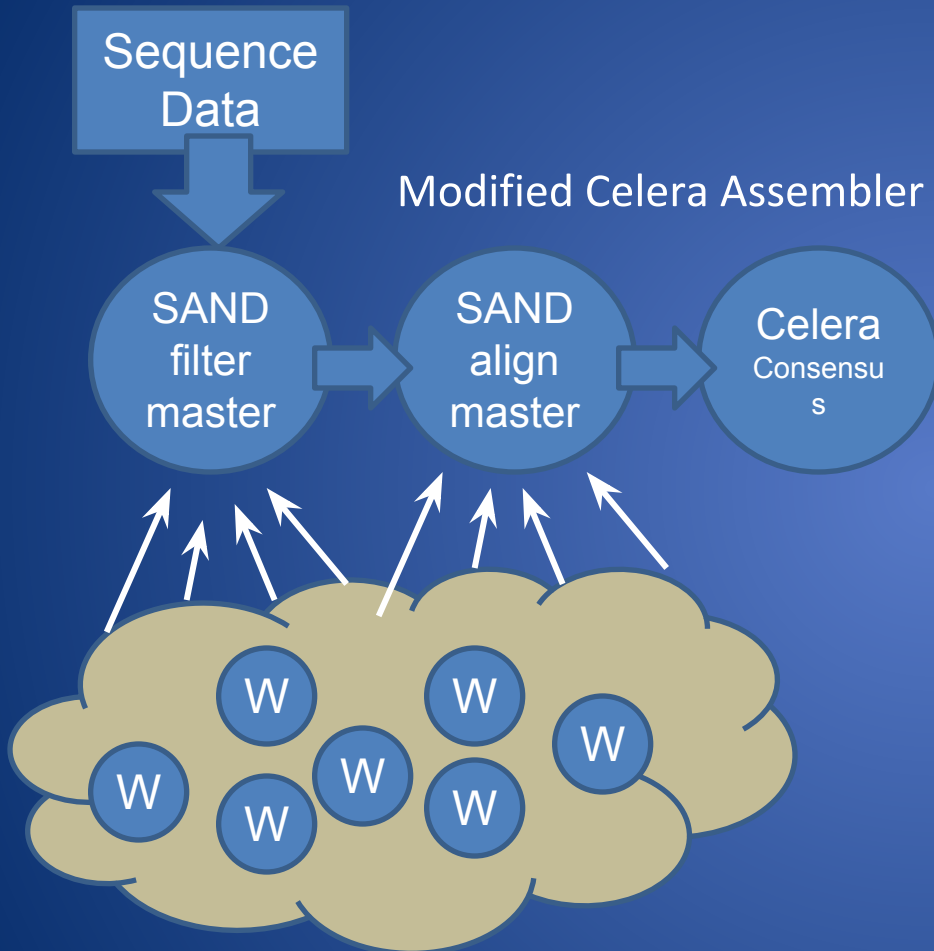 Sequence
Data
Modified Celera Assembler
SAND
filter
master
SAND
align
master
Celera
Consensu
s
W
W
W
W
W
W
W